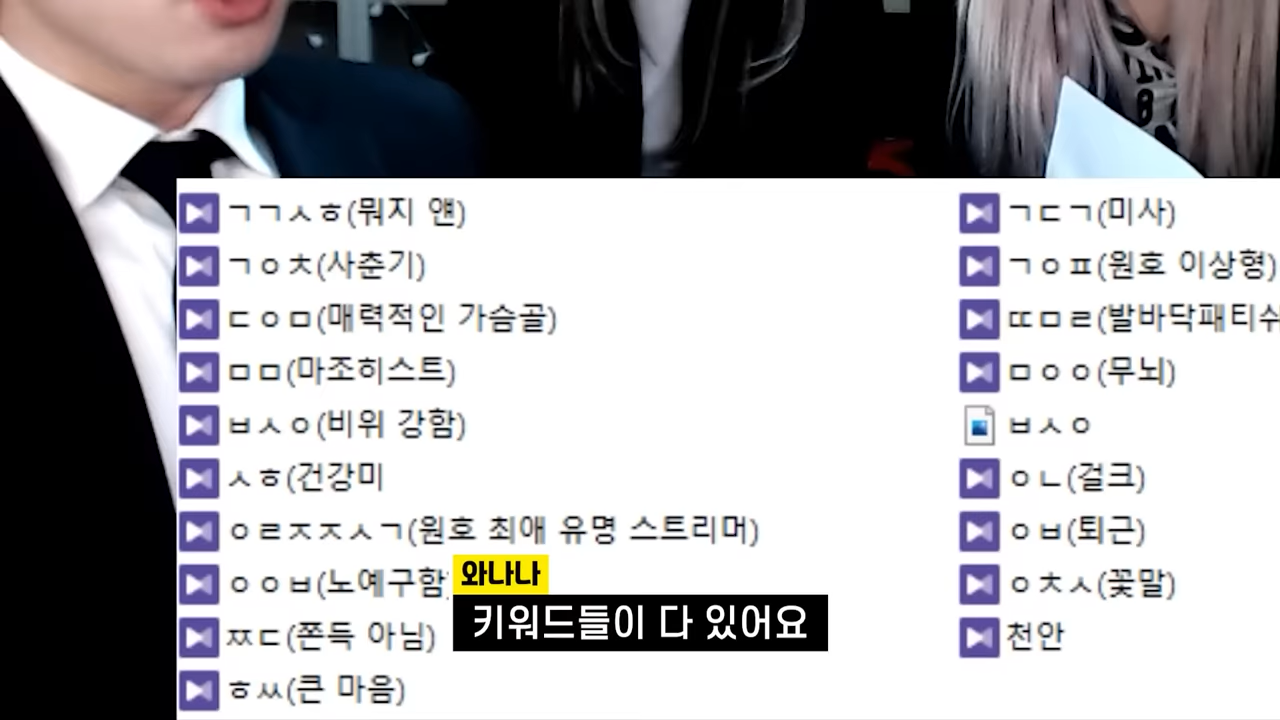 ㄱㄱㅅㅎ(뭐지 얜)
ㄱㅇㅊ(사춘기)
ㄷㅇㅁ(매력적인 가슴골)
ㅁㅁ(마조히스트)
ㅂㅅㅇ(비위 강함)
ㅅㅎ(건강미
ㅇㄹㅈㅈㅅㄱ(원호 최애 유명 스트리머)
ㅇㅇㅂ(노예구함)
ㅉㄷ(쫀득 아님)
ㅎㅆ(큰 마음)
ㄱㄷㄱ(미사)
ㄱㅇㅍ(원호 이상형)
ㄸㅁㄹ(발바닥패티쉬
ㅁㅇㅇ(무뇌)
ㅂㅅㅇ
ㅇㄴ(걸크)
ㅇㅂ(퇴근)
ㅇㅊㅅ(꽃말)
천안
와나나
키워드들이 다 있어요